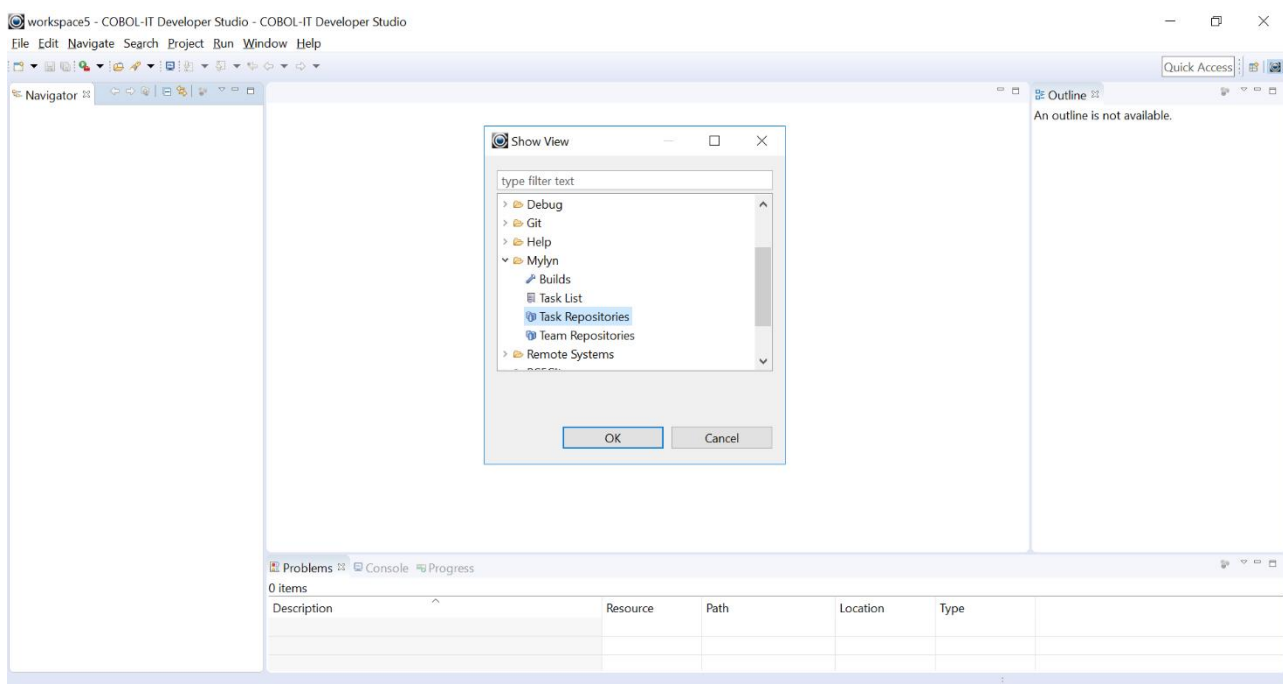 workspace5 - COBOL-IT Developer Studio - COBOL-IT Developer Studio
File Edit Navigate Search Project Run Window Help
Quick Access
Navigator
Outline
An outline is not available.
Show View
type filter text
Debug
Git
Help
Mylyn
Builds
Task List
Task Repositories
Team Repositories
Remote Systems
OK Cancel
Problems Console Progress
0 items
Description Resource Path Location Type